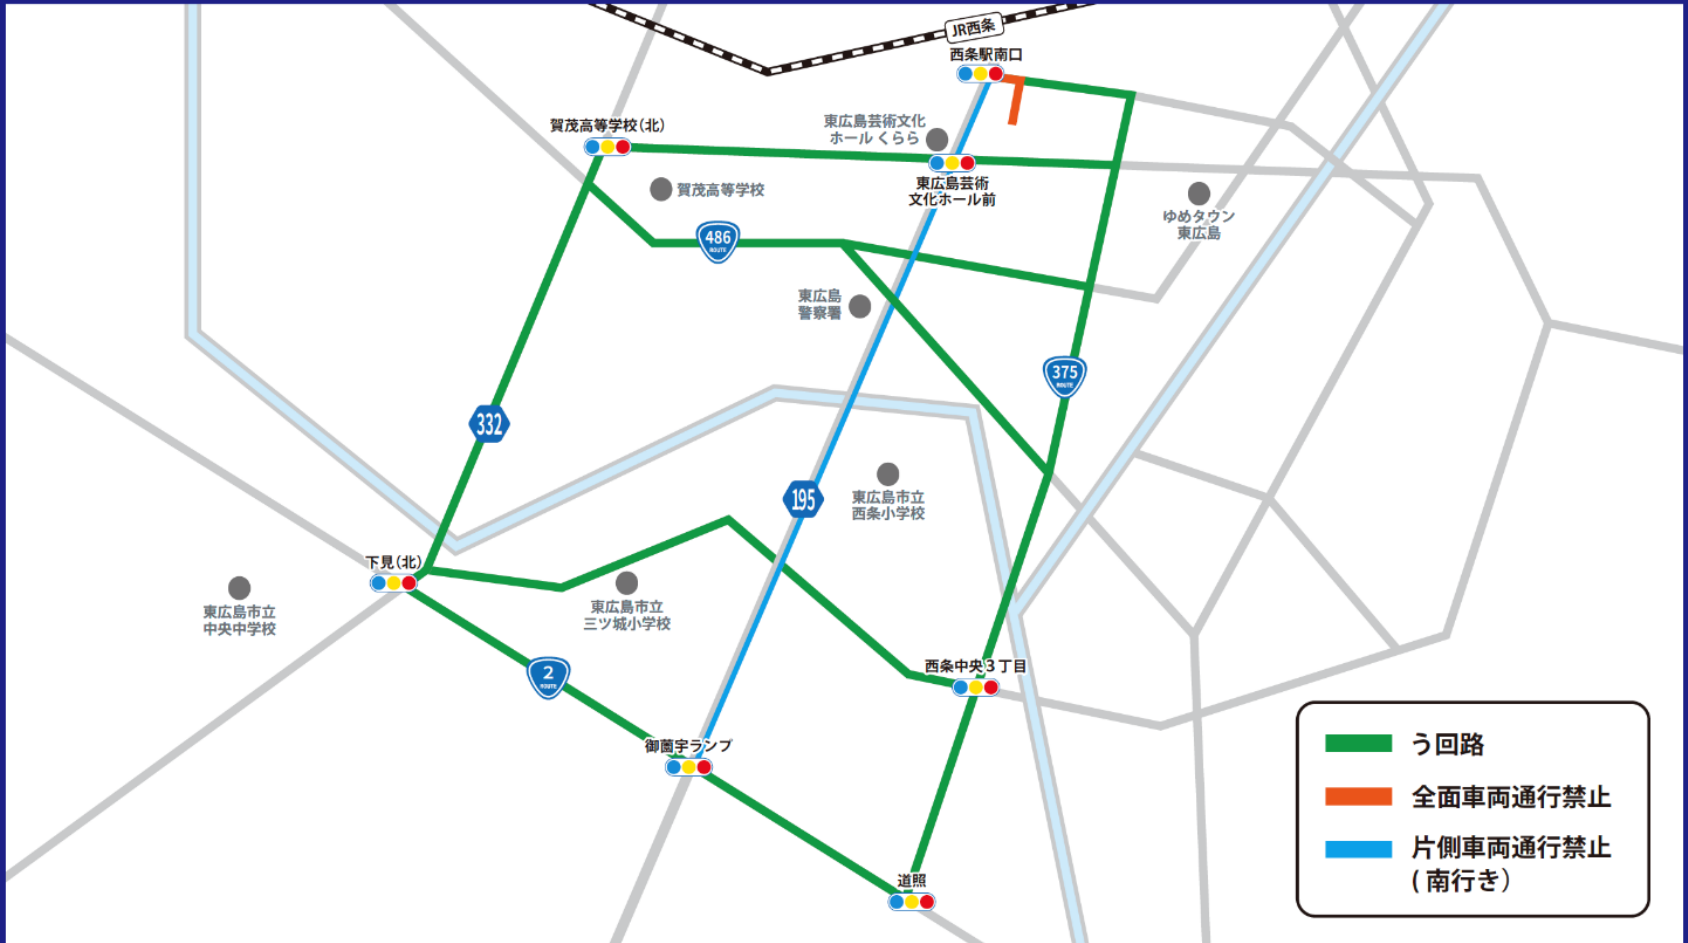 JR西条
西条駅南口
賀茂高等学校(北)
東広島芸術文化
ホール くらら
賀茂高等学校
東広島芸術
文化ホール前
ゆめタウン
東広島
486
ROUTE
東広島
警察署
375
ROUTE
332
195
東広島市立
西条小学校
下見(北)
東広島市立
中央中学校
東広島市立
三ツ城小学校
2
ROUTE
西条中央3丁目
御薗宇ランプ
道照
う回路
全面車両通行禁止
片側車両通行禁止
(南行き)